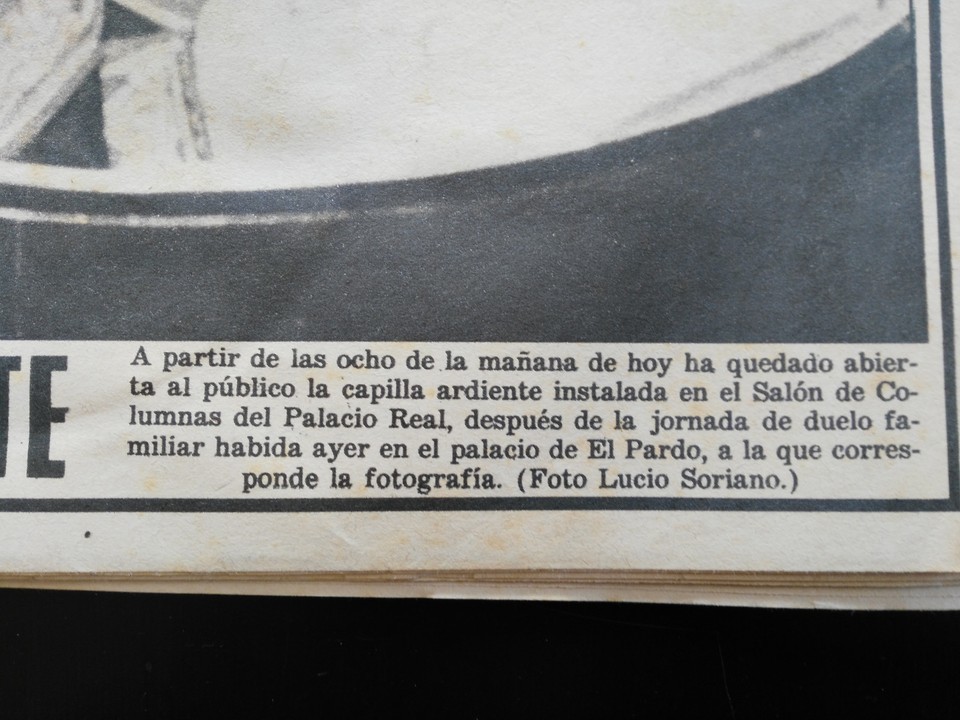 TE
A partir de las ocho de la mañana de hoy ha quedado abier-
ta al público la capilla ardiente instalada en el Salón de Co-
lumnas del Palacio Real, después de la jornada de duelo fa-
miliar habida ayer en el palacio de El Pardo, a la que corres-
ponde la fotografía. (Foto Lucio Soriano.)